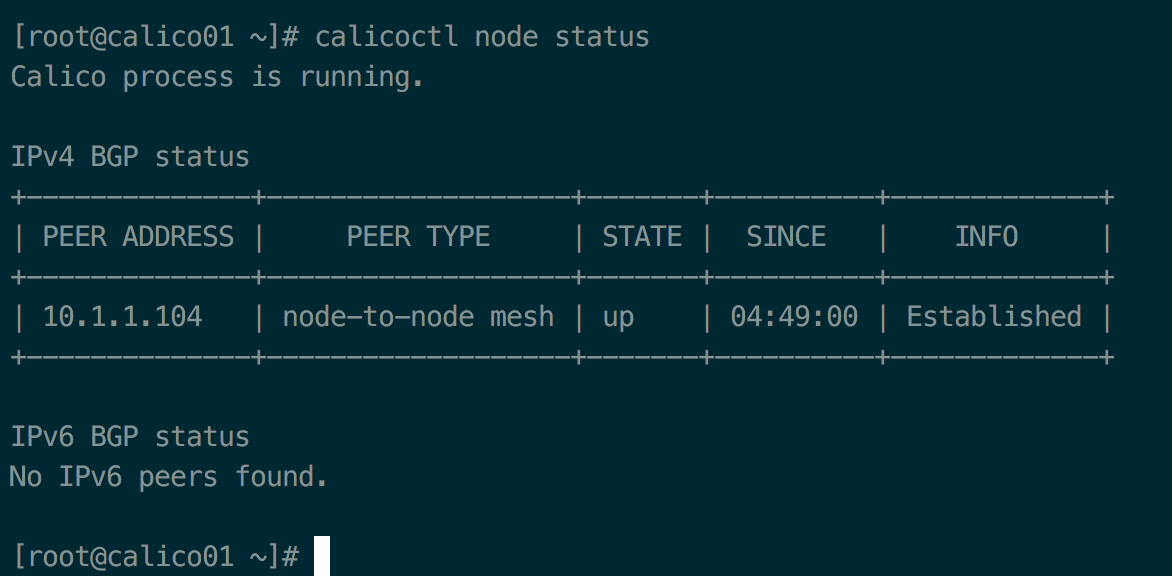 [root@calico01 ~]# calicoctl node status
Calico process is running.

IPv4 BGP status
+--------------+-------------------+-------+----------+-------------+
| PEER ADDRESS |     PEER TYPE     | STATE |  SINCE   |    INFO     |
+--------------+-------------------+-------+----------+-------------+
| 10.1.1.104   | node-to-node mesh | up    | 04:49:00 | Established |
+--------------+-------------------+-------+----------+-------------+

IPv6 BGP status
No IPv6 peers found.

[root@calico01 ~]#